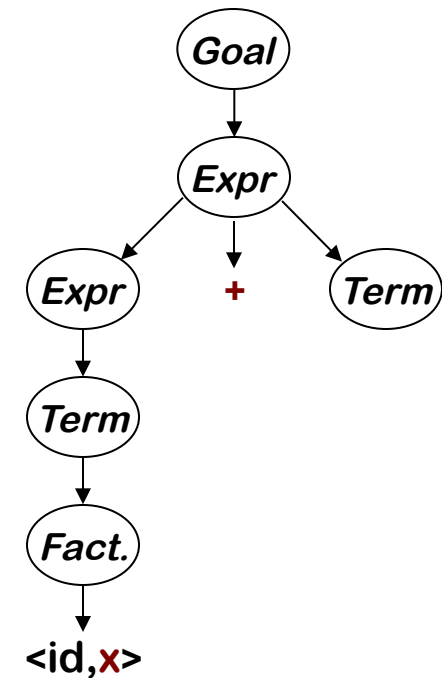 Goal
Expr
Expr + Term
Term
Fact.
<id,x>